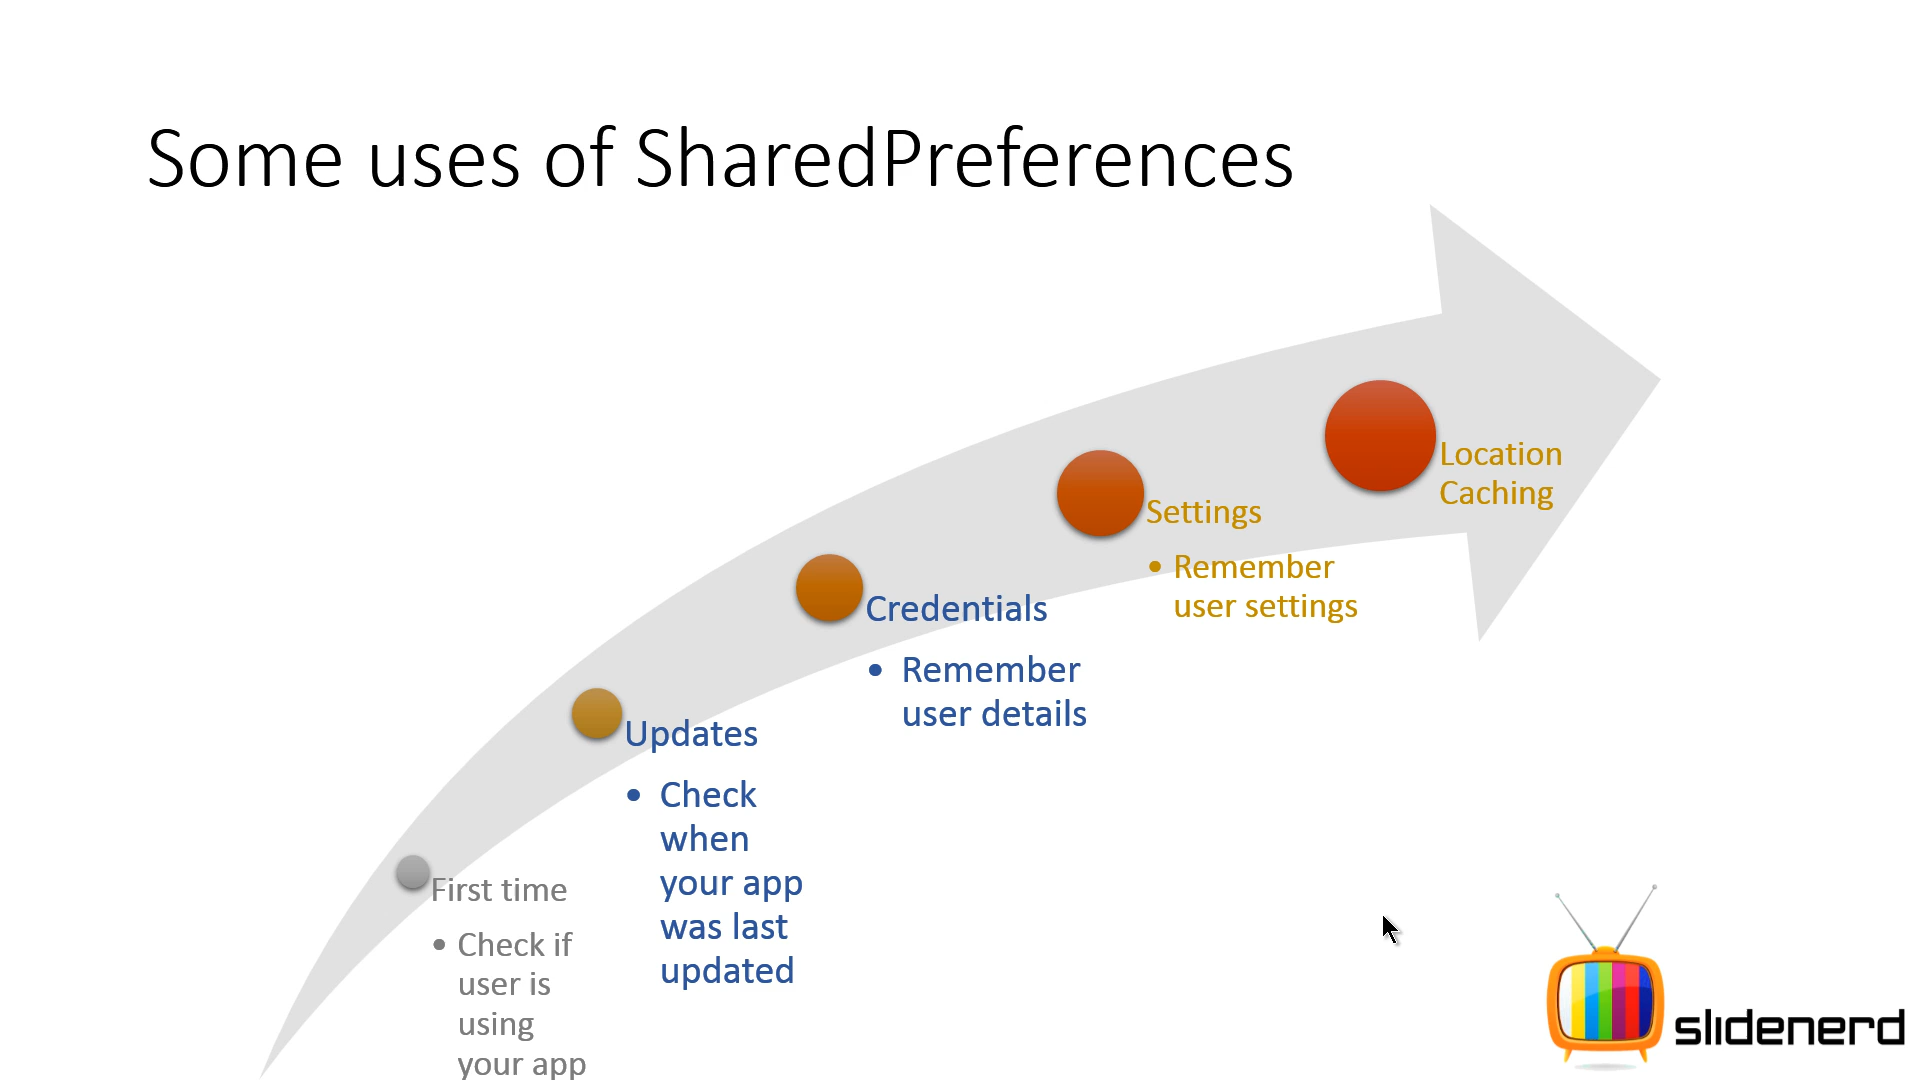 Some uses of SharedPreferences
First time
• Check if
user is
using
your app
Updates
• Check
when
your app
was last
updated
Credentials
• Remember
user details
Settings
• Remember
user settings
Location
Caching
slidenerd